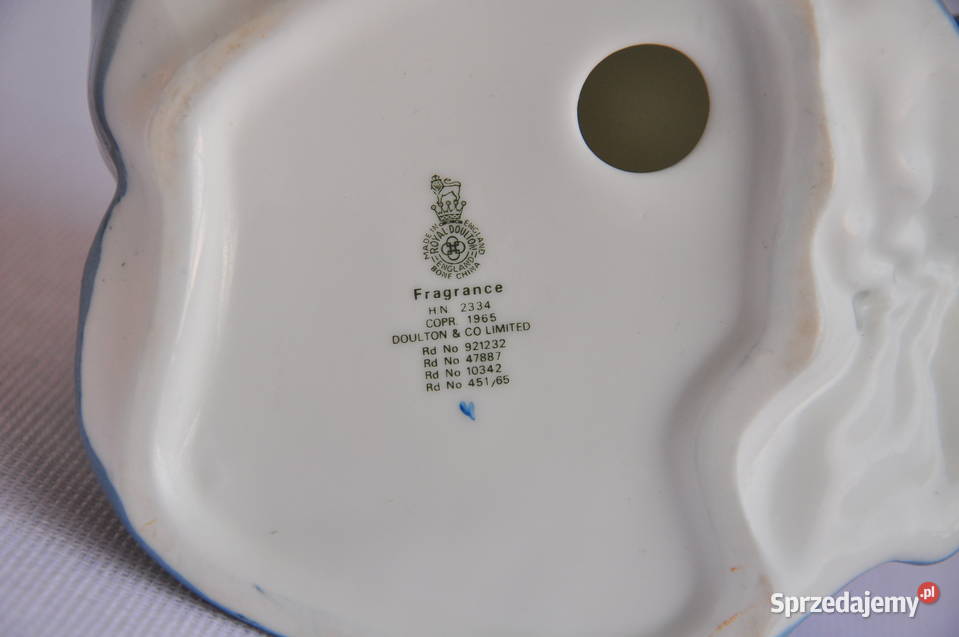 MADE IN ENGLAND
ROYAL DOULTON
ENGLAND
BONE CHINA
Fragrance
H.N. 2334
COPR. 1965
DOULTON & CO LIMITED
Rd No 921232
Rd No 47887
Rd No 10342
Rd No 451/65
Sprzedajemy.pl